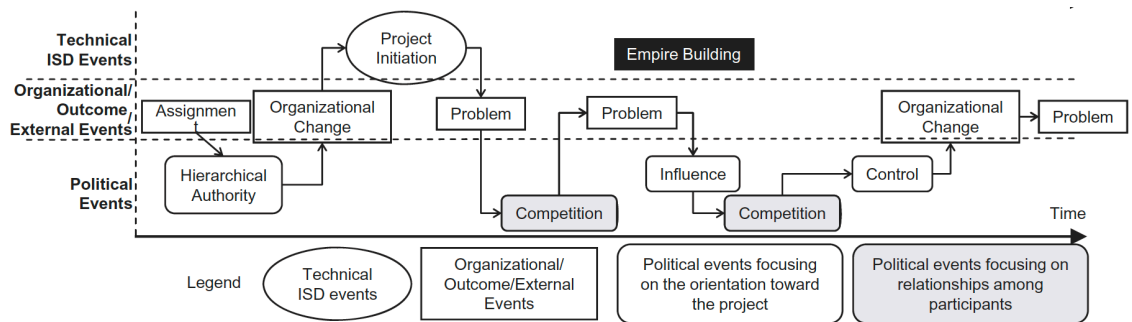 Technical
ISD Events
Project
Initiation
Empire Building
Organizational/
Outcome/
External Events
Assignmen
t
Organizational
Change
Problem
Problem
Organizational
Change
Problem
Political
Events
Hierarchical
Authority
Influence
Control
Competition
Competition
Time
Legend
Technical
ISD events
Organizational/
Outcome/External
Events
Political events focusing
on the orientation toward
the project
Political events focusing on
relationships among
participants